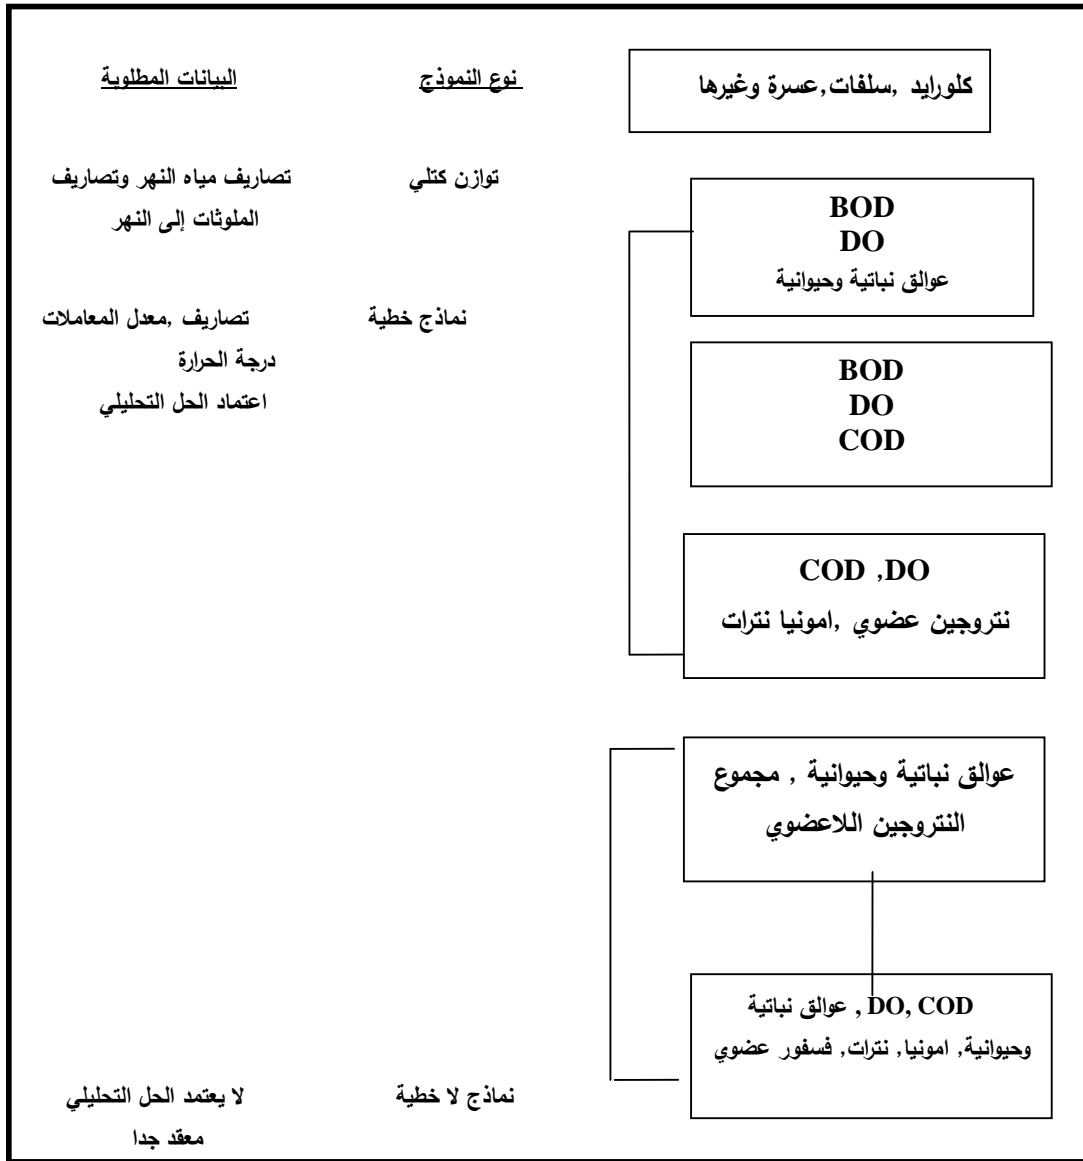 كلورايد ,سلفات,عسرة وغيرها
نوع النموذج
البيانات المطلوبة
توازن كتلي
تصاريف مياه النهر وتصاريف
الملوثات إلى النهر
BOD
DO
عوالق نباتية وحيوانية
نماذج خطية
تصاريف ,معدل المعاملات
درجة الحرارة
اعتماد الحل التحليلي
BOD
DO
COD
COD ,DO
نتروجين عضوي ,امونيا نترات
عوالق نباتية وحيوانية , مجموع
النتروجين اللاعضوي
DO, COD , عوالق نباتية
وحيوانية, امونيا, نترات, فسفور عضوي
نماذج لا خطية
لا يعتمد الحل التحليلي
معقد جدا